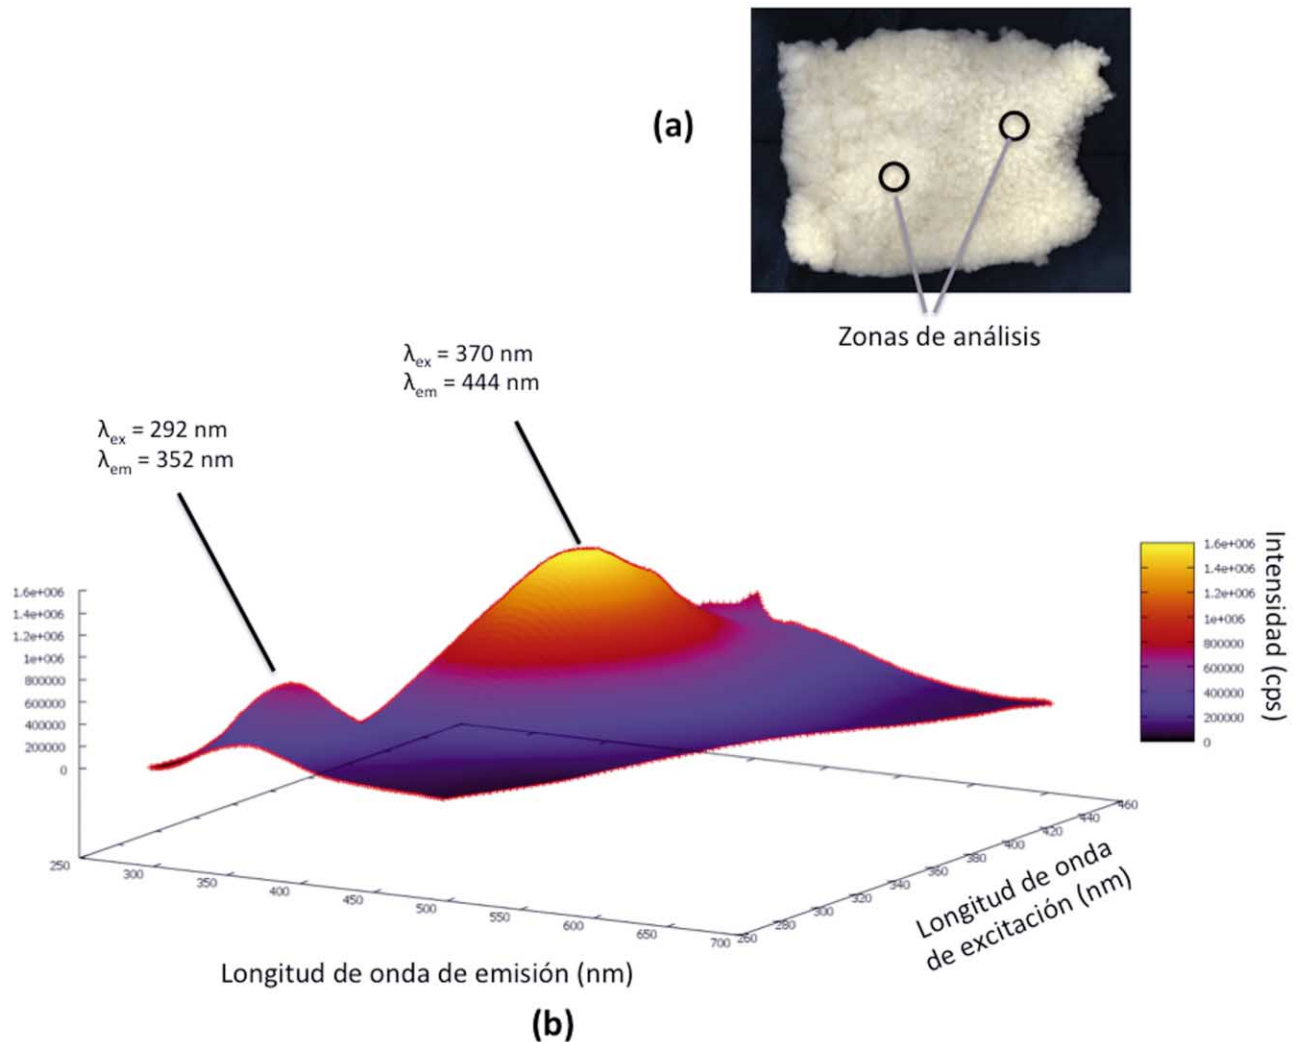 (a)
Zonas de análisis
λex = 370 nm
λem = 444 nm
λex = 292 nm
λem = 352 nm
1.6e+006
1.4e+006
1.2e+006
1e+006
800000
600000
400000
200000
0
1.6e+006
1.4e+006
1.2e+006
1e+006
800000
600000
400000
200000
0
Intensidad (cps)
250
300
350
400
450
500
550
600
650
700
260
280
300
320
340
360
380
400
420
440
460
Longitud de onda
de excitación (nm)
Longitud de onda de emisión (nm)
(b)